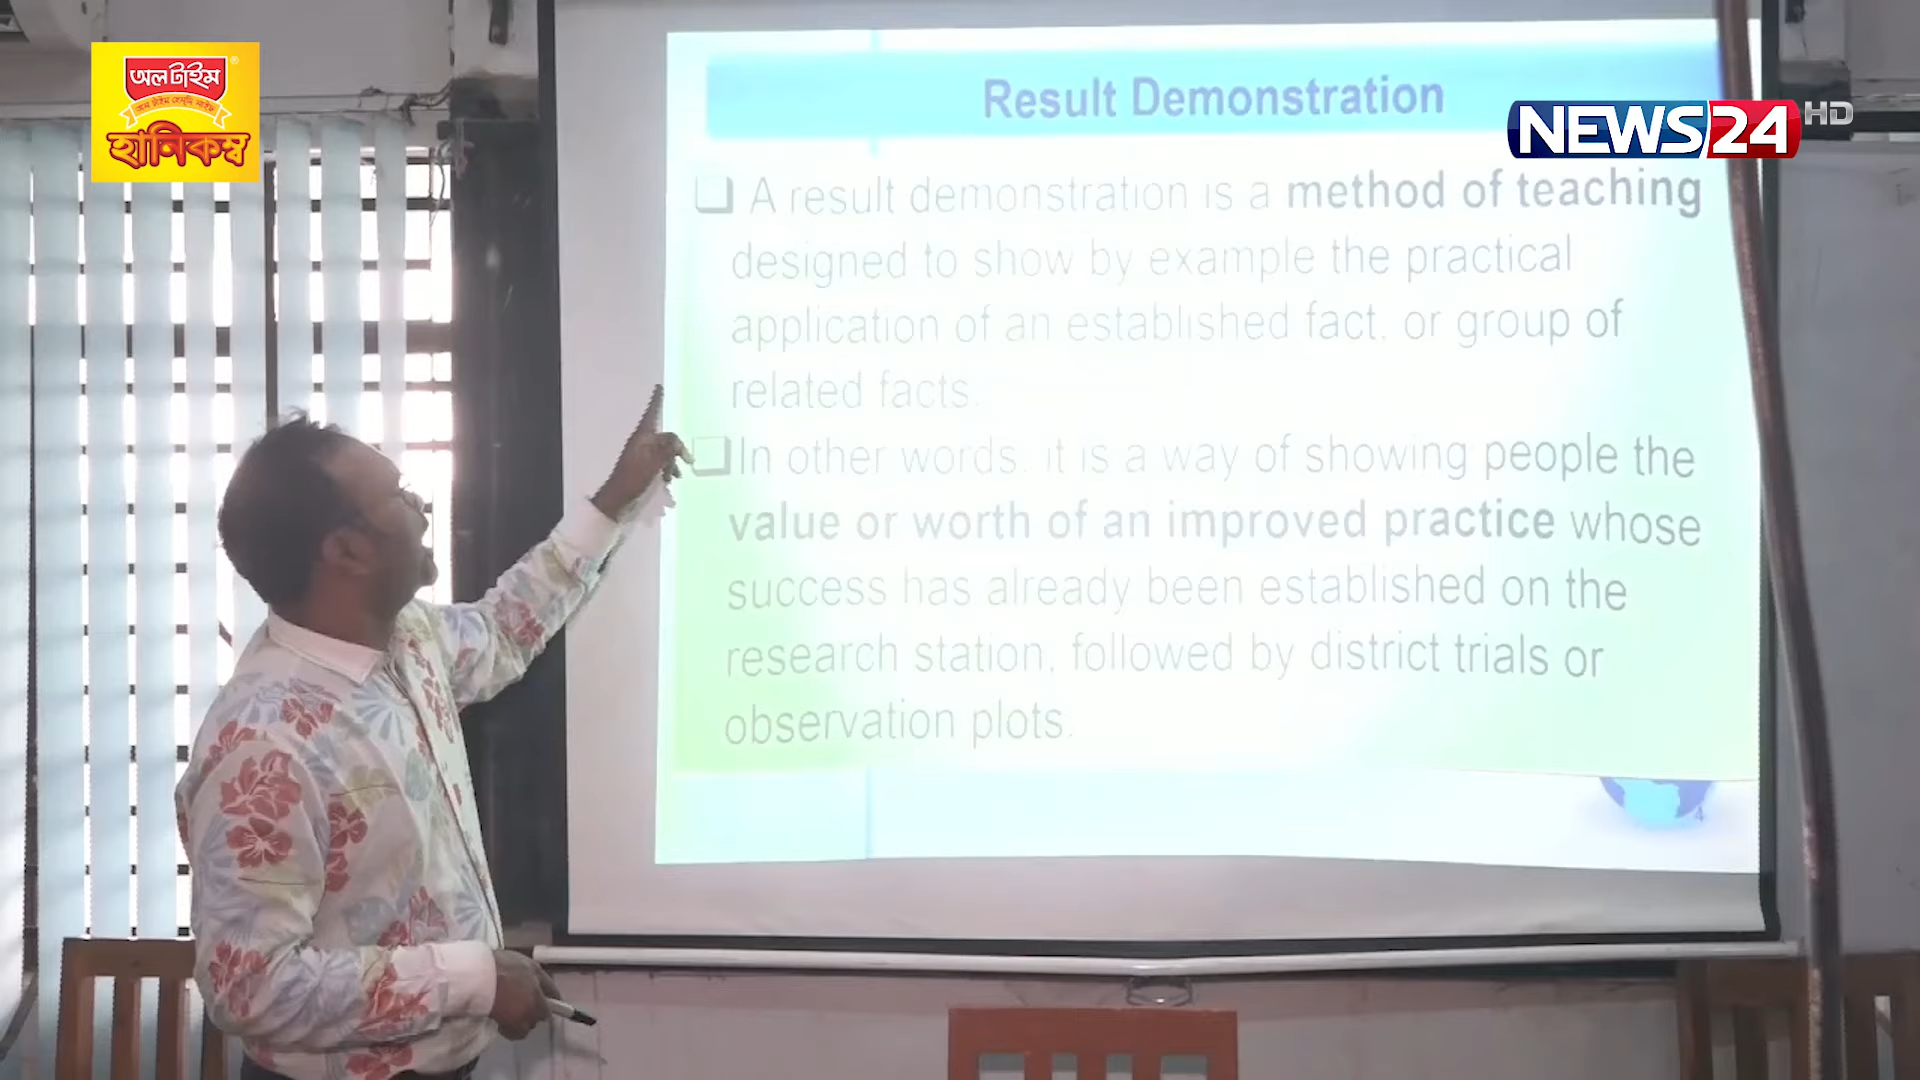 অল টাইম
®
হানিকম্ব
NEWS24 HD
Result Demonstration
A result demonstration is a method of teaching
designed to show by example the practical
application of an established fact, or group of
related facts.
In other words, it is a way of showing people the
value or worth of an improved practice whose
success has already been established on the
research station, followed by district trials or
observation plots.
4